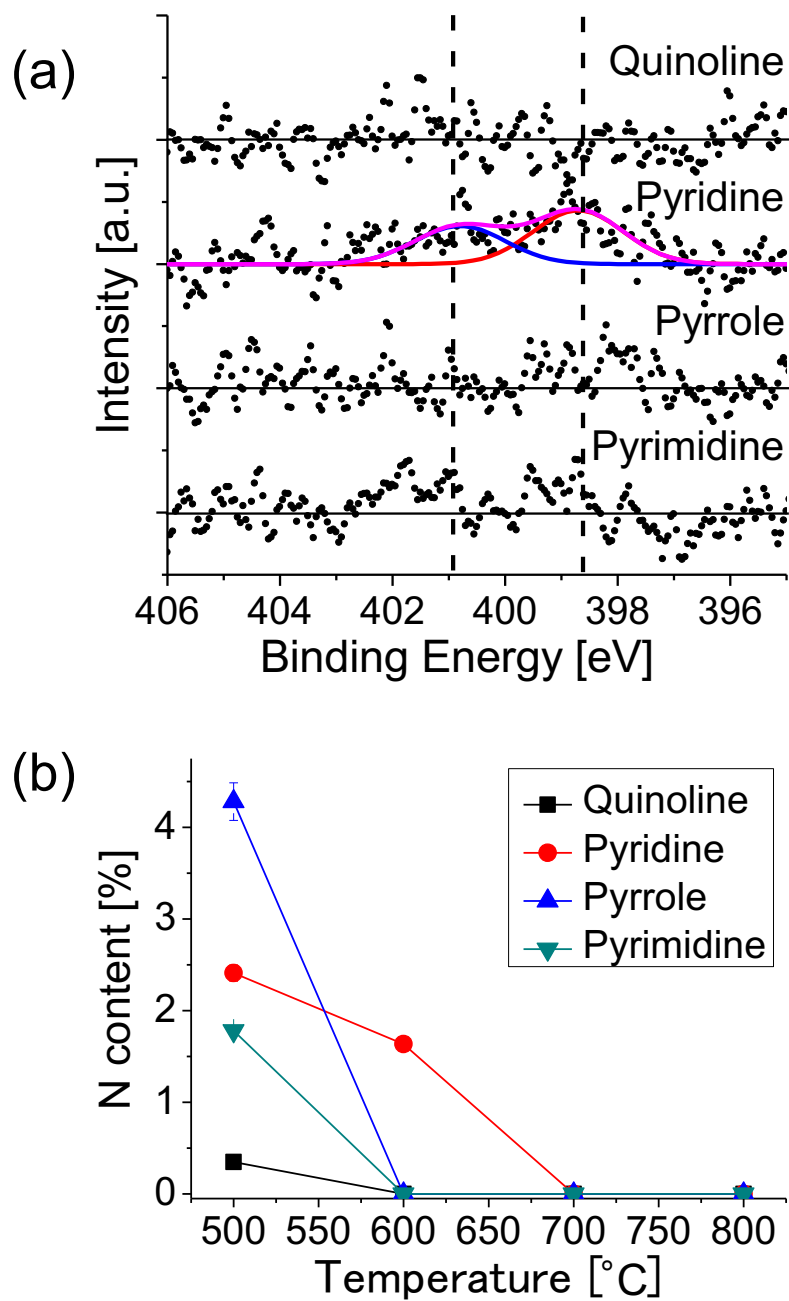 (a)
Quinoline
Pyridine
Pyrrole
Pyrimidine
Intensity [a.u.]
406 404 402 400 398 396
Binding Energy [eV]
(b)
Quinoline
Pyridine
Pyrrole
Pyrimidine
N content [%]
4
3
2
1
0
500 550 600 650 700 750 800
Temperature [°C]